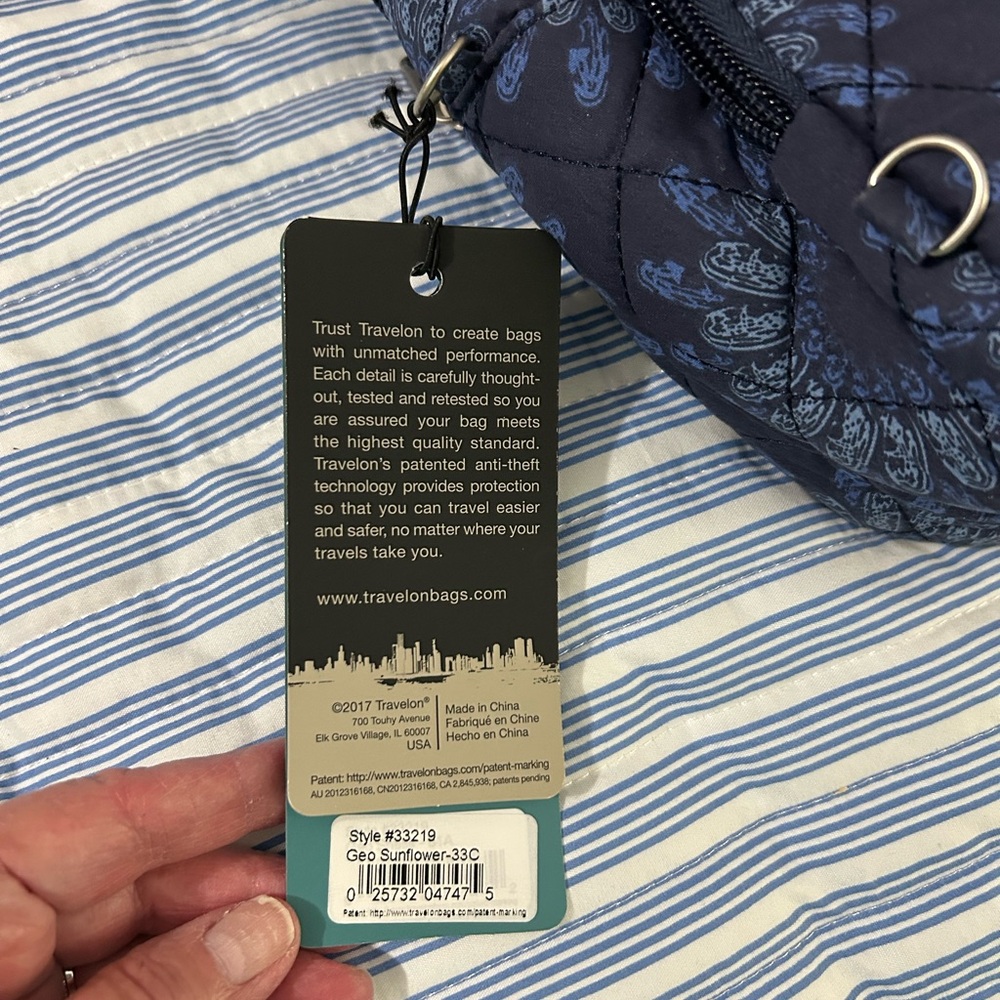 Trust Travelon to create bags
with unmatched performance.
Each detail is carefully thought-
out, tested and retested so you
are assured your bag meets
the highest quality standard.
Travelon's patented anti-theft
technology provides protection
so that you can travel easier
and safer, no matter where your
travels take you.
www.travelonbags.com
©2017 Travelon®
700 Touhy Avenue
Elk Grove Village, IL 60007
USA
Made in China
Fabriqué en Chine
Hecho en China
Patent: http://www.travelonbags.com/patent-marking
AU 2012316168, CN2012316168, CA 2,845,938; patents pending
Style #33219
Geo Sunflower-33C
0 25732 04747 5
Patent: http://www.travelonbags.com/patent-marking